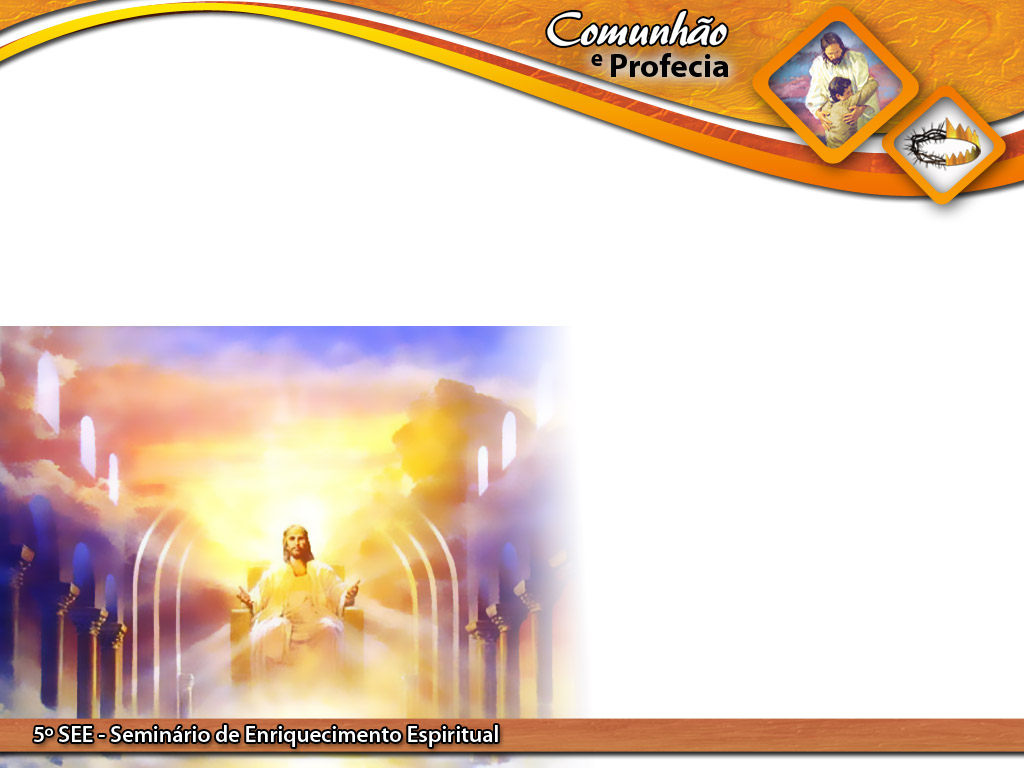 Comunhão
e Profecia
5º SEE - Seminário de Enriquecimento Espiritual